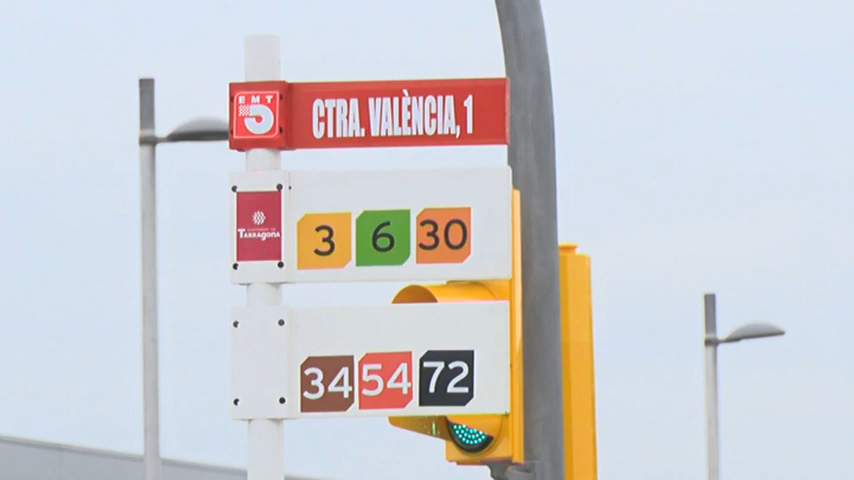 EMT
CTRA. VALÈNCIA, 1
TARRAGONA
3 6 30
34 54 72